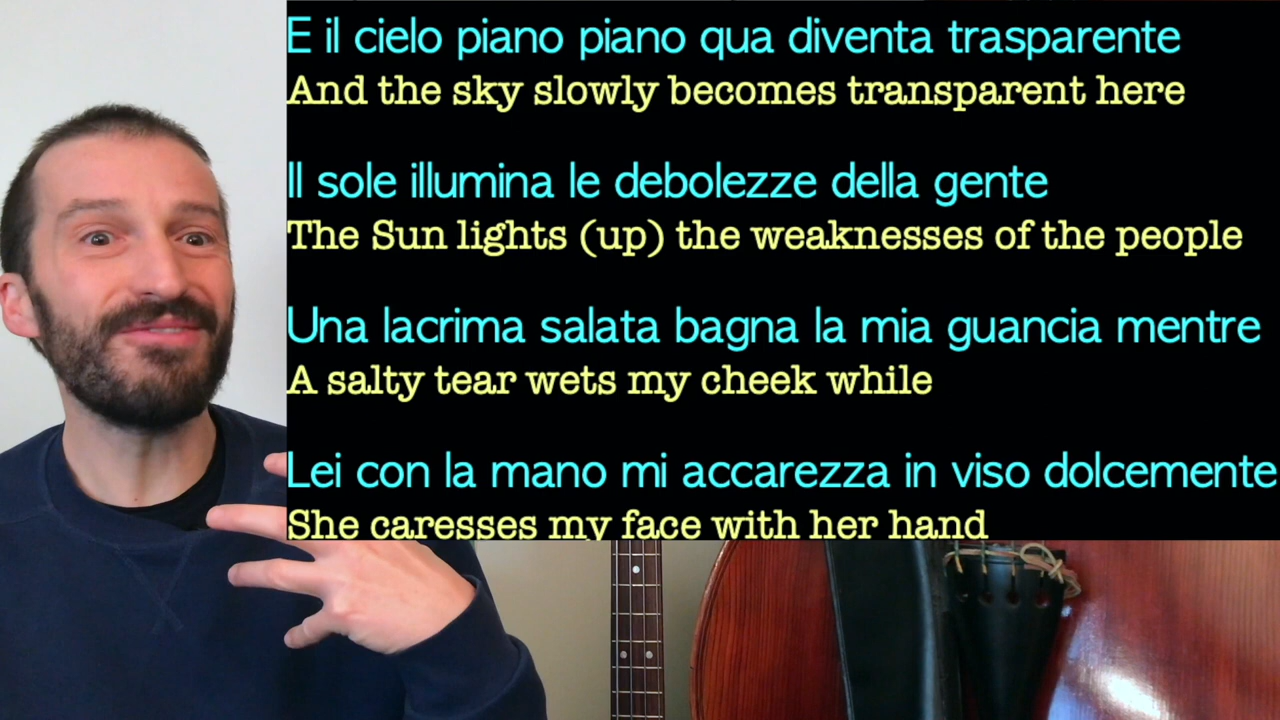 E il cielo piano piano qua diventa trasparente
And the sky slowly becomes transparent here
Il sole illumina le debolezze della gente
The Sun lights (up) the weaknesses of the people
Una lacrima salata bagna la mia guancia mentre
A salty tear wets my cheek while
Lei con la mano mi accarezza in viso dolcemente
She caresses my face with her hand